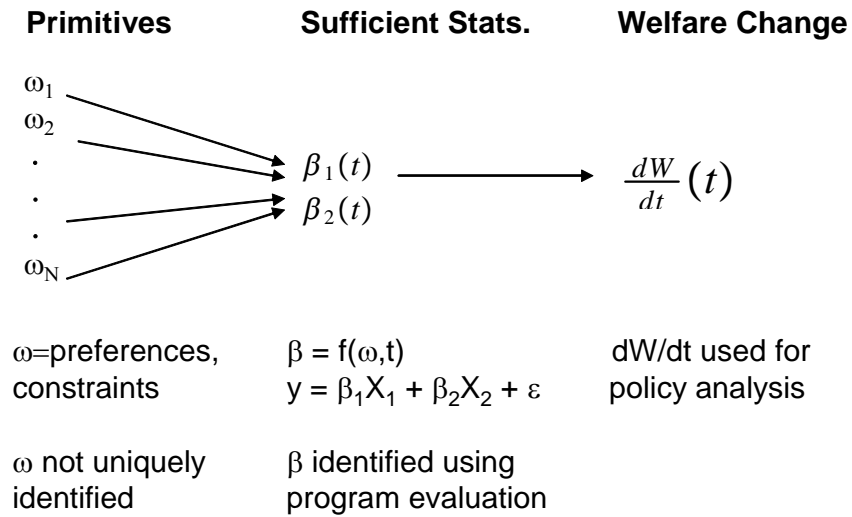 Primitives Sufficient Stats. Welfare Change
ω1
ω2
.
.
.
ωN
β1(t)
β2(t)
dW/dt (t)
ω=preferences,
constraints
β = f(ω,t)
y = β1X1 + β2X2 + ε
dW/dt used for
policy analysis
ω not uniquely
identified
β identified using
program evaluation